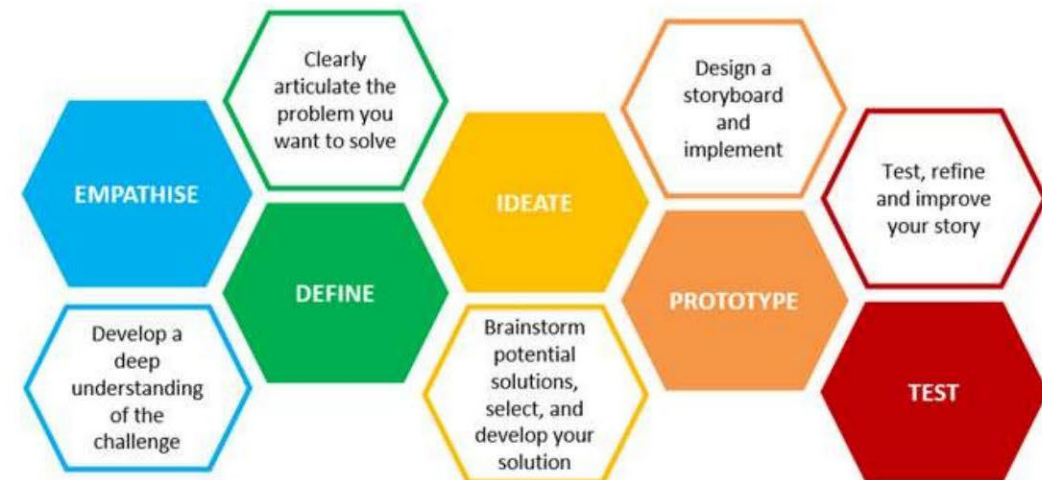 EMPATHISE
Develop a
deep
understanding
of the
challenge
Clearly
articulate the
problem you
want to solve
DEFINE
IDEATE
Brainstorm
potential
solutions,
select, and
develop your
solution
Design a
storyboard
and
implement
PROTOTYPE
Test, refine
and improve
your story
TEST